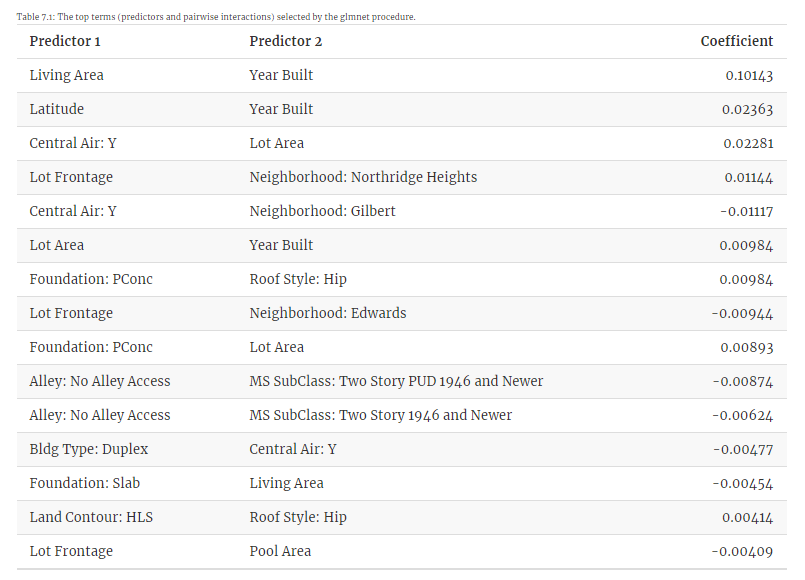 Table 7.1: The top terms (predictors and pairwise interactions) selected by the glmnet procedure.
Predictor 1 Predictor 2 Coefficient
Living Area Year Built 0.10143
Latitude Year Built 0.02363
Central Air: Y Lot Area 0.02281
Lot Frontage Neighborhood: Northridge Heights 0.01144
Central Air: Y Neighborhood: Gilbert -0.01117
Lot Area Year Built 0.00984
Foundation: PConc Roof Style: Hip 0.00984
Lot Frontage Neighborhood: Edwards -0.00944
Foundation: PConc Lot Area 0.00893
Alley: No Alley Access MS SubClass: Two Story PUD 1946 and Newer -0.00874
Alley: No Alley Access MS SubClass: Two Story 1946 and Newer -0.00624
Bldg Type: Duplex Central Air: Y -0.00477
Foundation: Slab Living Area -0.00454
Land Contour: HLS Roof Style: Hip 0.00414
Lot Frontage Pool Area -0.00409